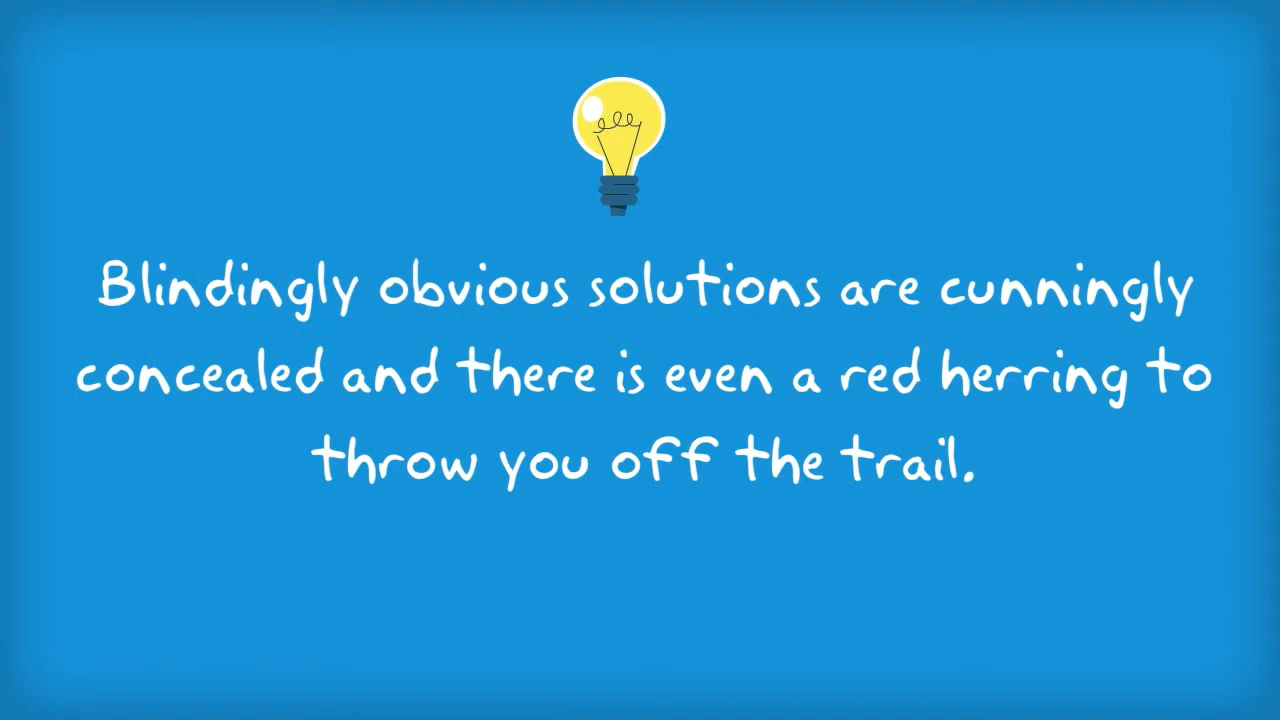 Blindingly obvious solutions are cunningly
concealed and there is even a red herring to
throw you off the trail.